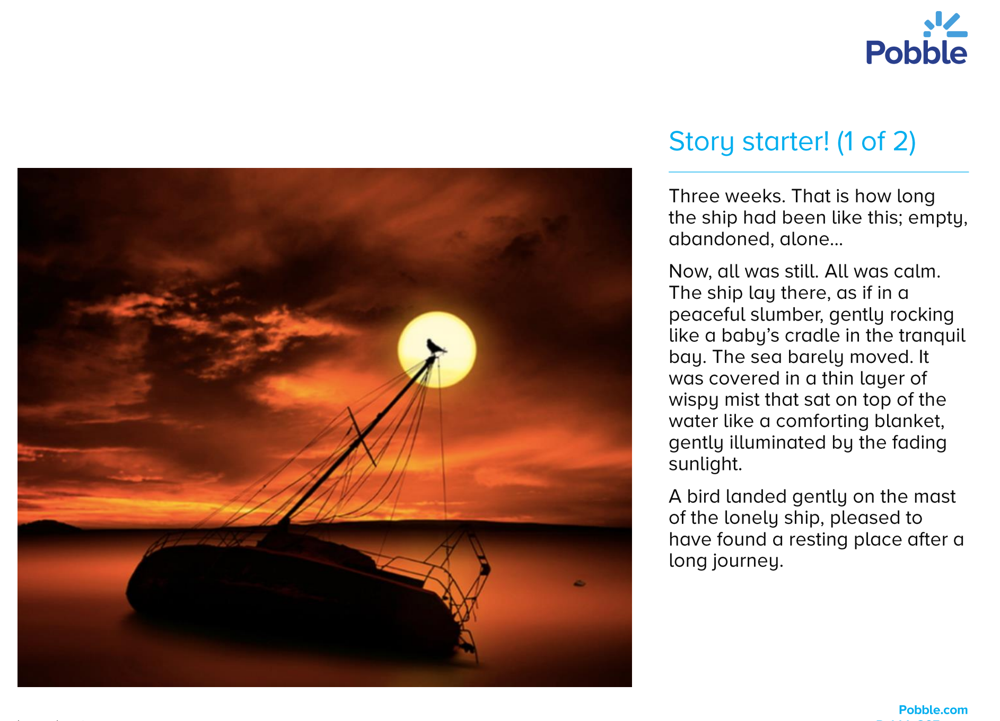 Pobble
Story starter! (1 of 2)
Three weeks. That is how long
the ship had been like this; empty,
abandoned, alone...
Now, all was still. All was calm.
The ship lay there, as if in a
peaceful slumber, gently rocking
like a baby’s cradle in the tranquil
bay. The sea barely moved. It
was covered in a thin layer of
wispy mist that sat on top of the
water like a comforting blanket,
gently illuminated by the fading
sunlight.
A bird landed gently on the mast
of the lonely ship, pleased to
have found a resting place after a
long journey.
Pobble.com